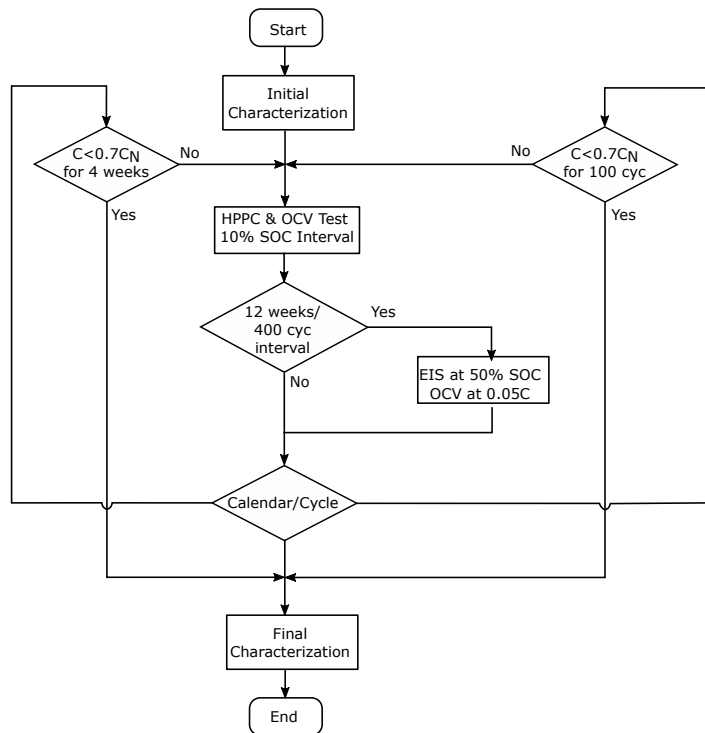 Start
Initial
Characterization
C<0.7CN
for 4 weeks
No
Yes
C<0.7CN
for 100 cyc
No
Yes
HPPC & OCV Test
10% SOC Interval
12 weeks/
400 cyc
interval
Yes
No
EIS at 50% SOC
OCV at 0.05C
Calendar/Cycle
Final
Characterization
End